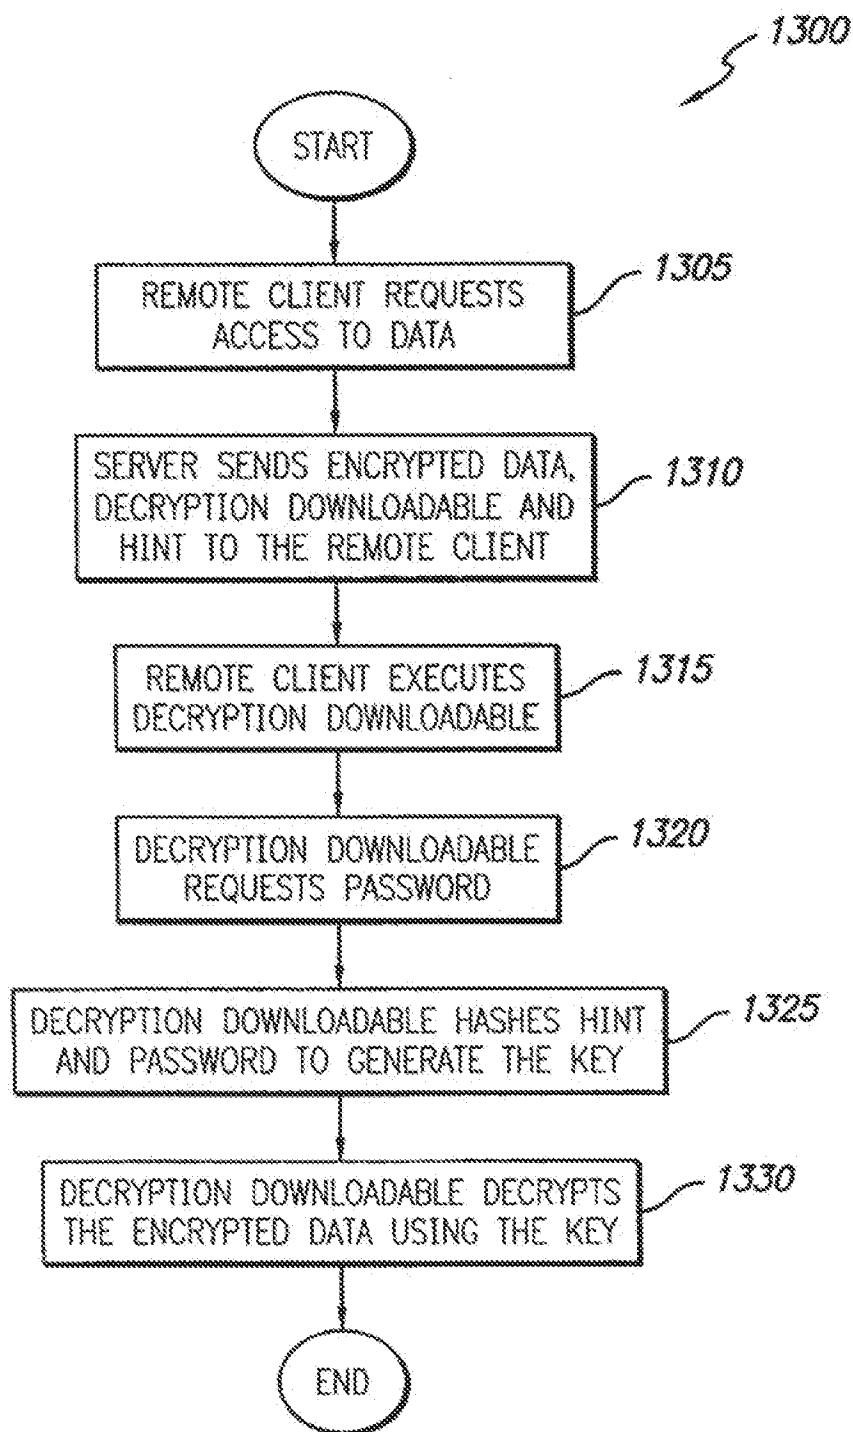 1300
START
REMOTE CLIENT REQUESTS
ACCESS TO DATA
1305
SERVER SENDS ENCRYPTED DATA,
DECRYPTION DOWNLOADABLE AND
HINT TO THE REMOTE CLIENT
1310
REMOTE CLIENT EXECUTES
DECRYPTION DOWNLOADABLE
1315
DECRYPTION DOWNLOADABLE
REQUESTS PASSWORD
1320
DECRYPTION DOWNLOADABLE HASHES HINT
AND PASSWORD TO GENERATE THE KEY
1325
DECRYPTION DOWNLOADABLE DECRYPTS
THE ENCRYPTED DATA USING THE KEY
1330
END